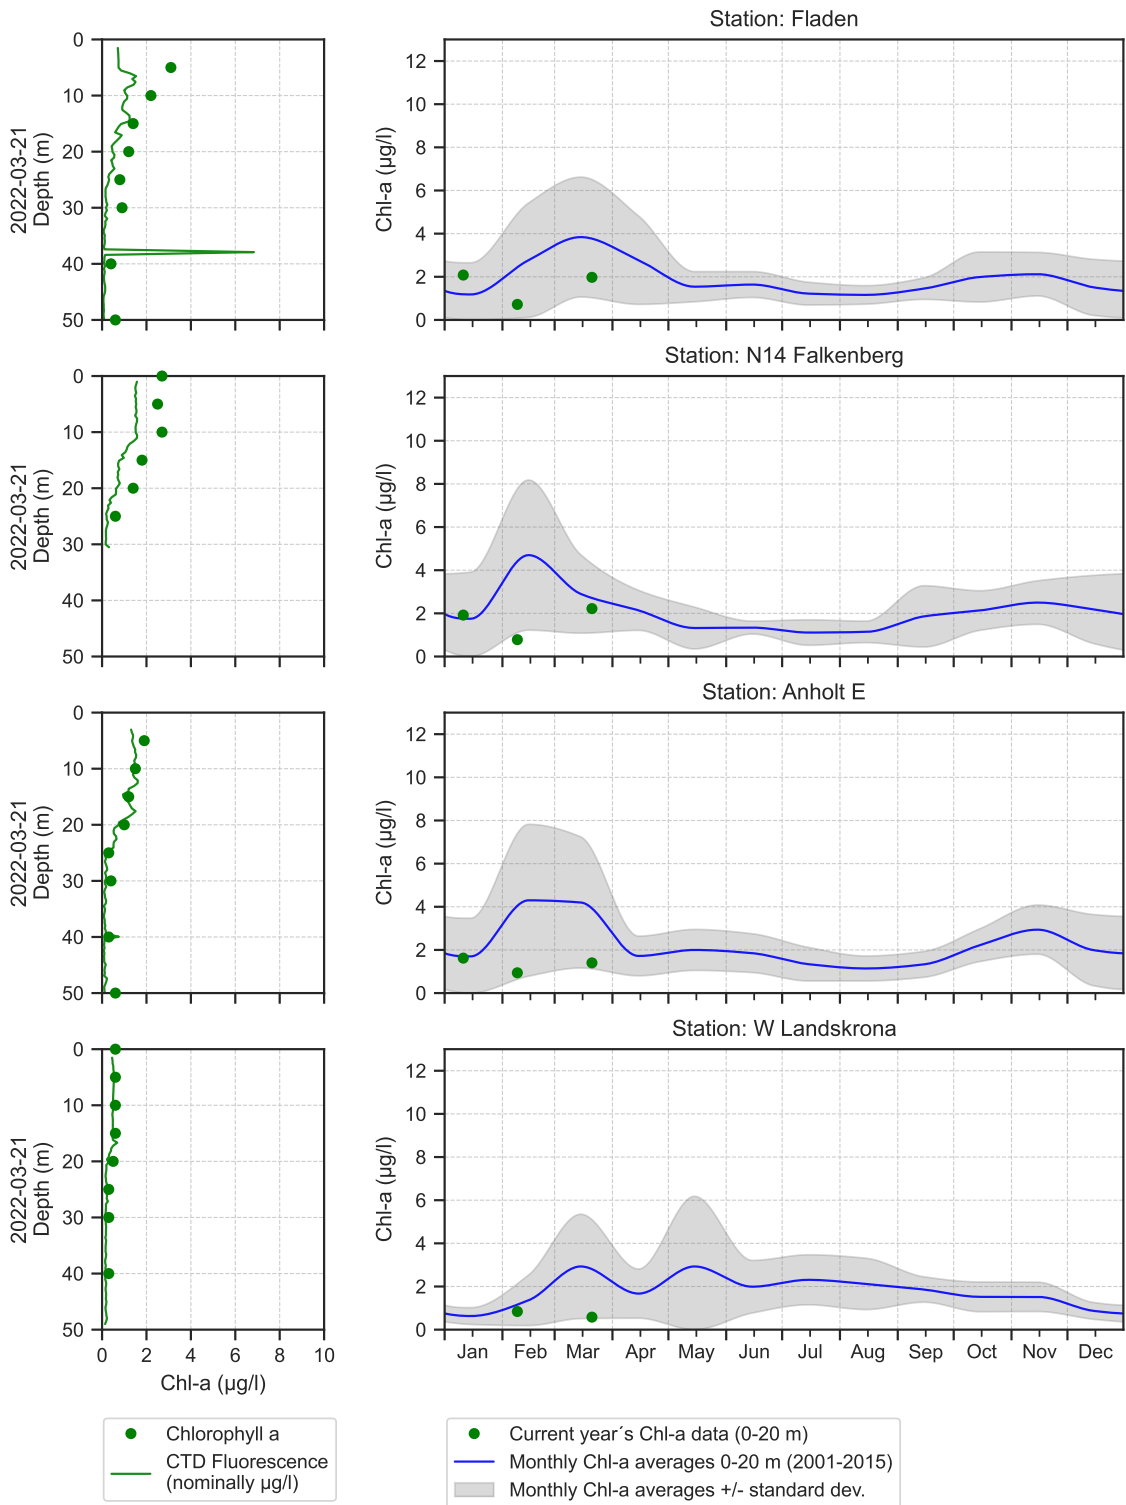 Station: Fladen
0
10
20
30
40
50
2022-03-21
Depth (m)
12
10
8
6
4
2
0
Chl-a (µg/l)
Station: N14 Falkenberg
0
10
20
30
40
50
2022-03-21
Depth (m)
12
10
8
6
4
2
0
Chl-a (µg/l)
Station: Anholt E
0
10
20
30
40
50
2022-03-21
Depth (m)
12
10
8
6
4
2
0
Chl-a (µg/l)
Station: W Landskrona
0
10
20
30
40
50
2022-03-21
Depth (m)
0 2 4 6 8 10
Chl-a (µg/l)
12
10
8
6
4
2
0
Chl-a (µg/l)
Jan Feb Mar Apr May Jun Jul Aug Sep Oct Nov Dec
Chlorophyll a
CTD Fluorescence
(nominally µg/l)
Current year´s Chl-a data (0-20 m)
Monthly Chl-a averages 0-20 m (2001-2015)
Monthly Chl-a averages +/- standard dev.